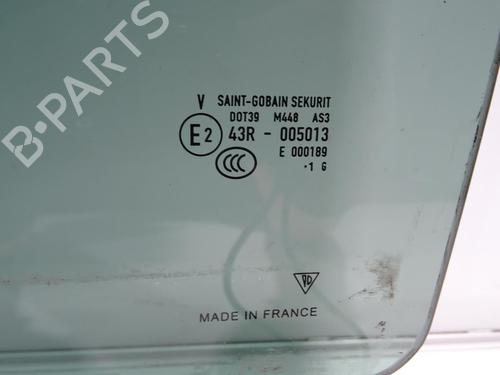 B-PARTS
V SAINT-GOBAIN SEKURIT
DOT39 M448 AS3
E2 43R - 005013
E 000189
CCC
·1 G
MADE IN FRANCE